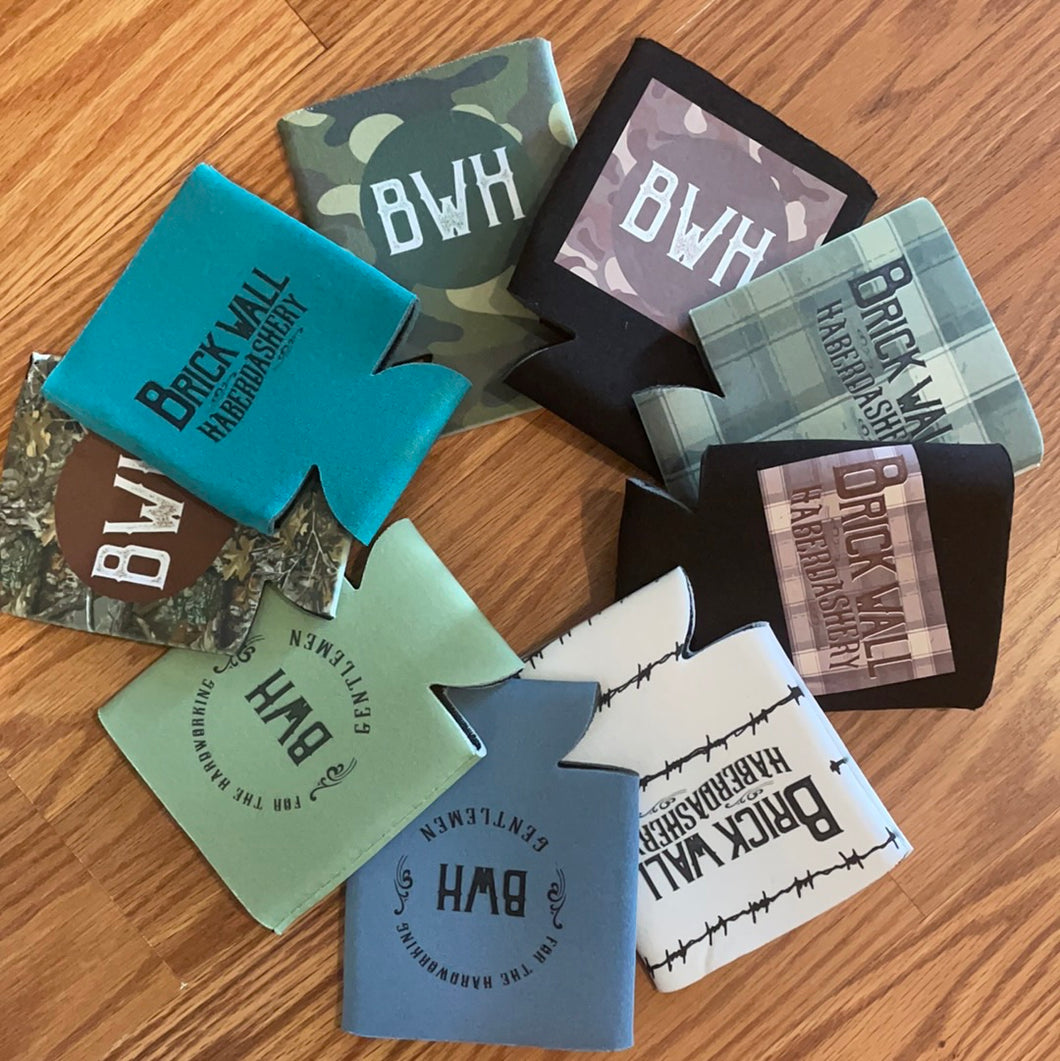 BWH
BWH
BRICK WALL
HABERDASHERY
BRICK WAL
HABERDASHERY
BWH
BRICK WALL
HABERDASHERY
GENTLEMEN
BWH
FOR THE HARDWORKING
BRICK WALL
HABERDASHERY
GENTLEMEN
BWH
FOR THE HARDWORKING